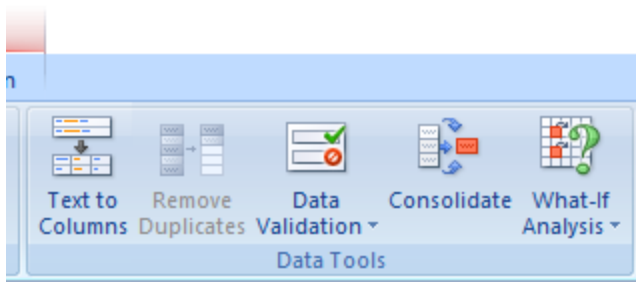 n
Text to Columns
Remove Duplicates
Data Validation
Consolidate
What-If Analysis
Data Tools